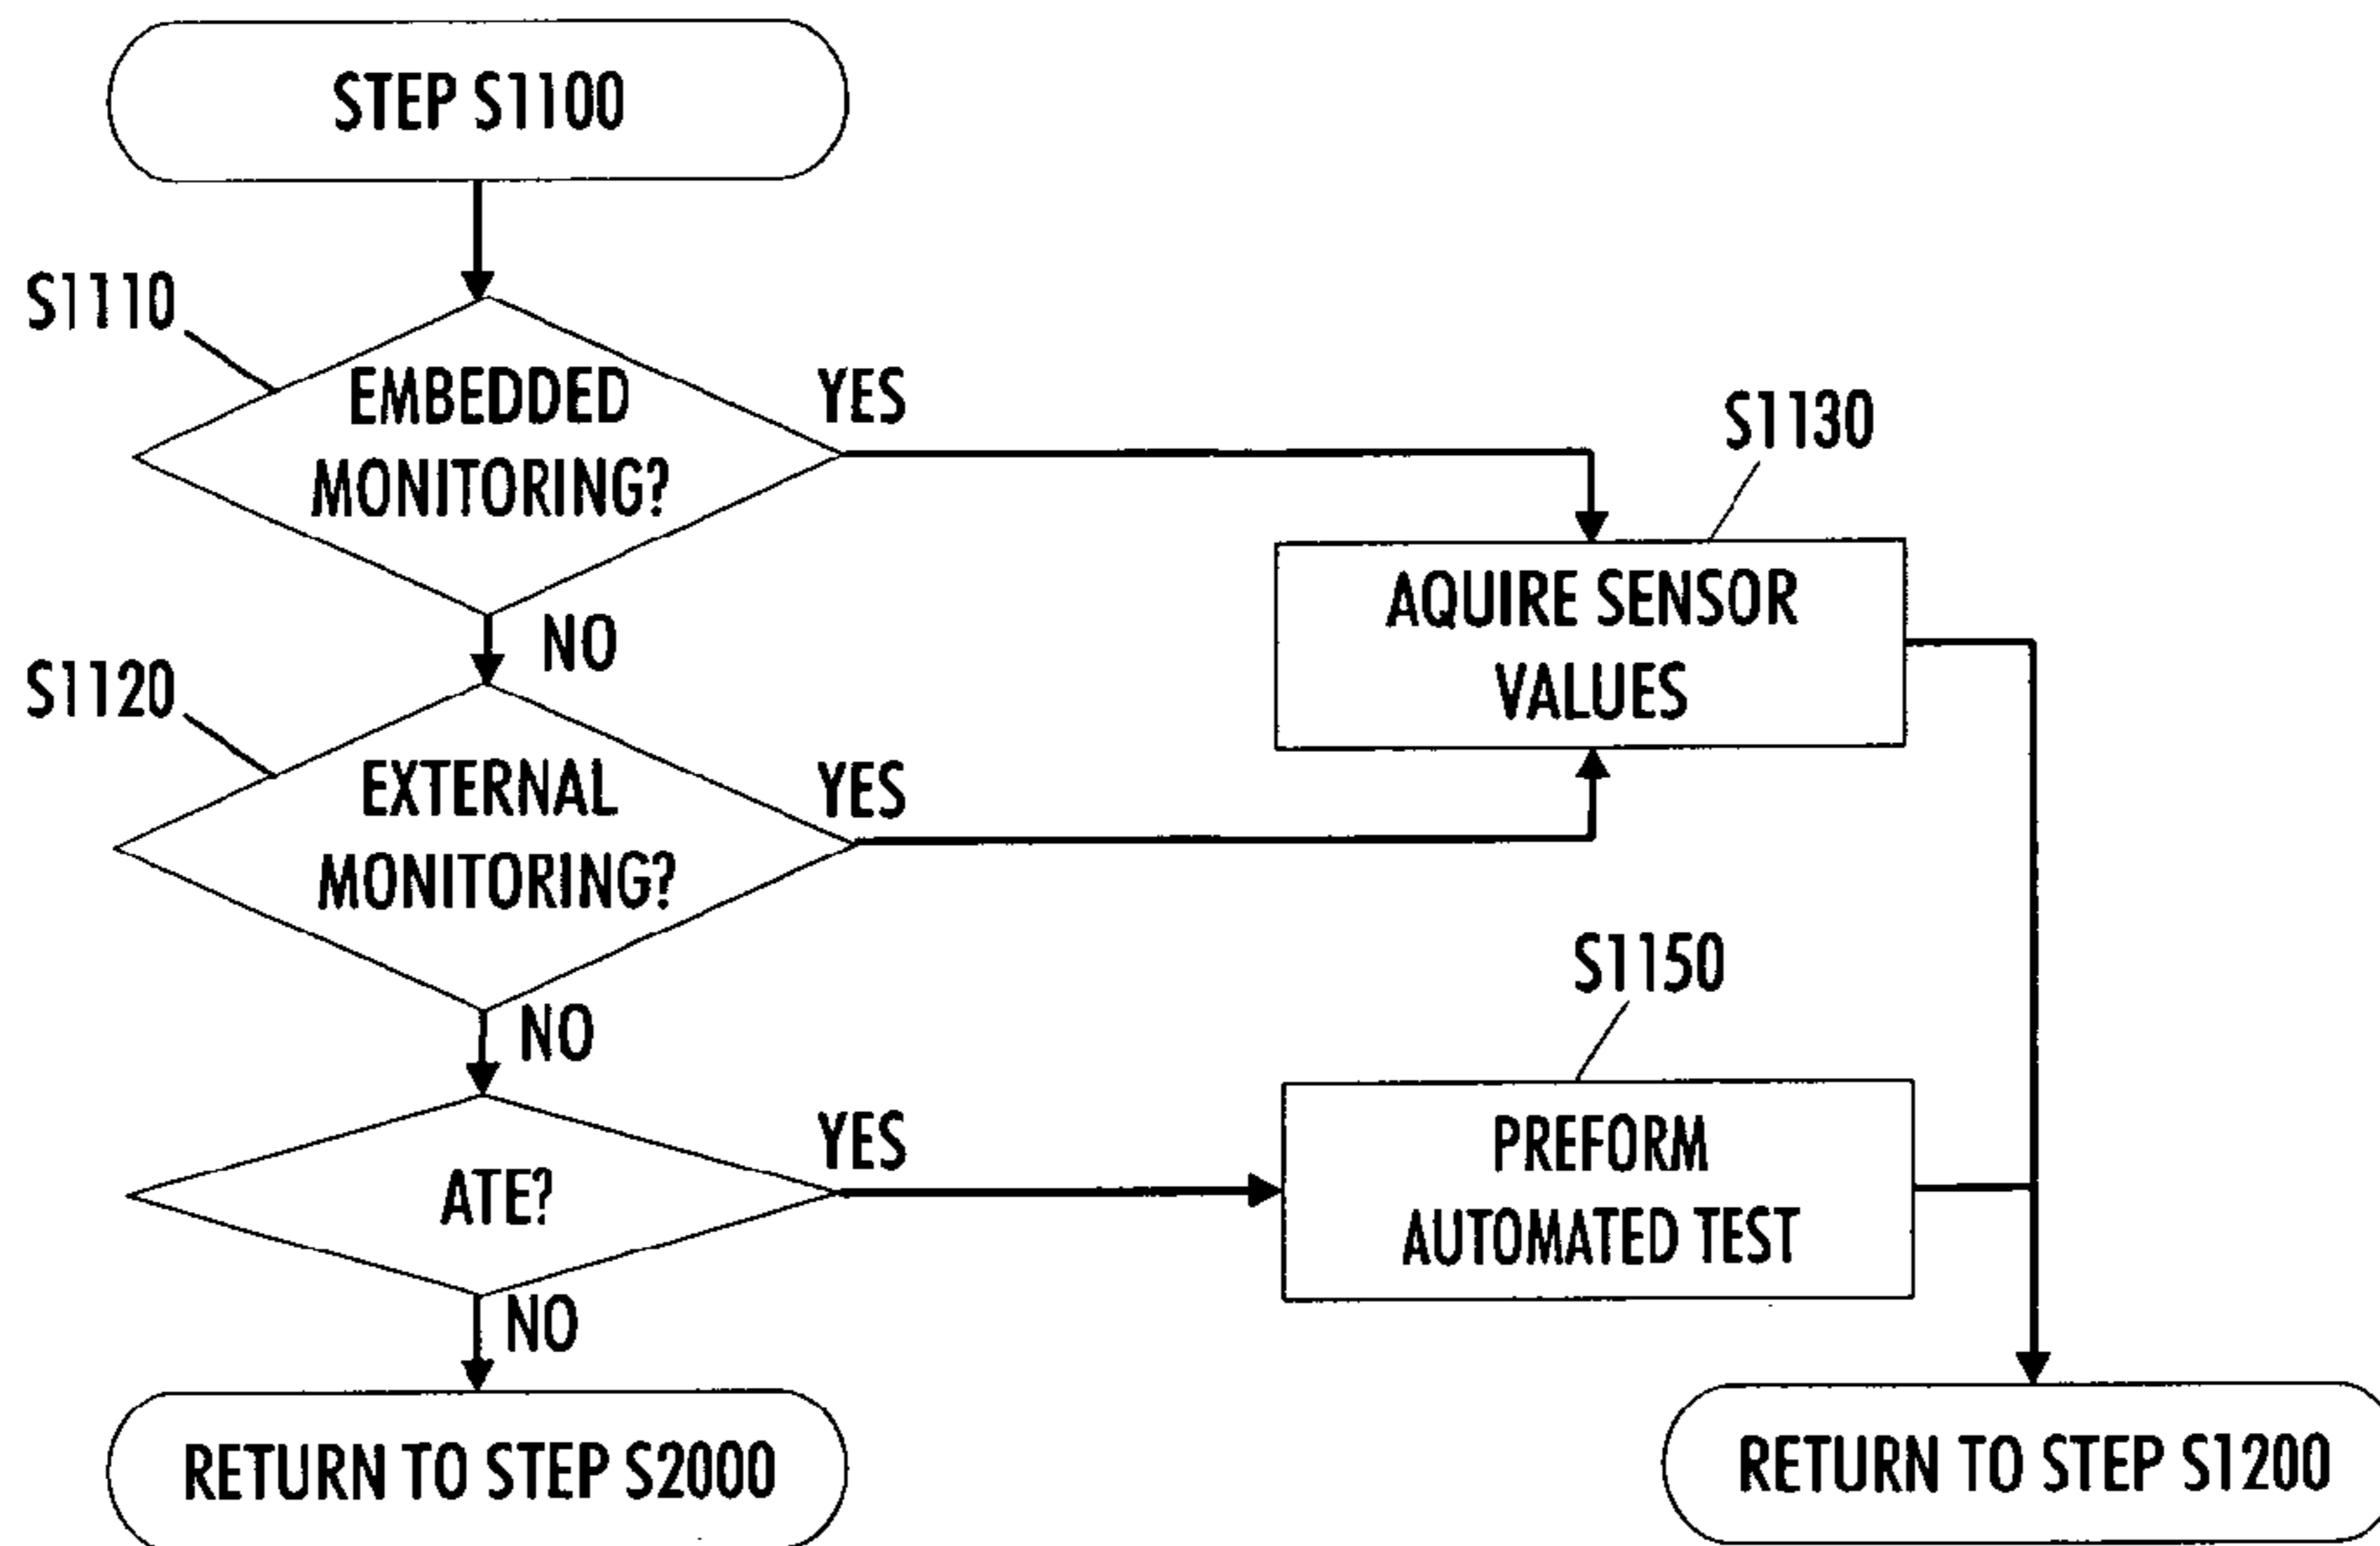 STEP S1100
S1110
EMBEDDED
MONITORING?
YES
S1130
AQUIRE SENSOR
VALUES
NO
S1120
EXTERNAL
MONITORING?
YES
NO
S1150
ATE?
YES
PREFORM
AUTOMATED TEST
NO
RETURN TO STEP S2000
RETURN TO STEP S1200